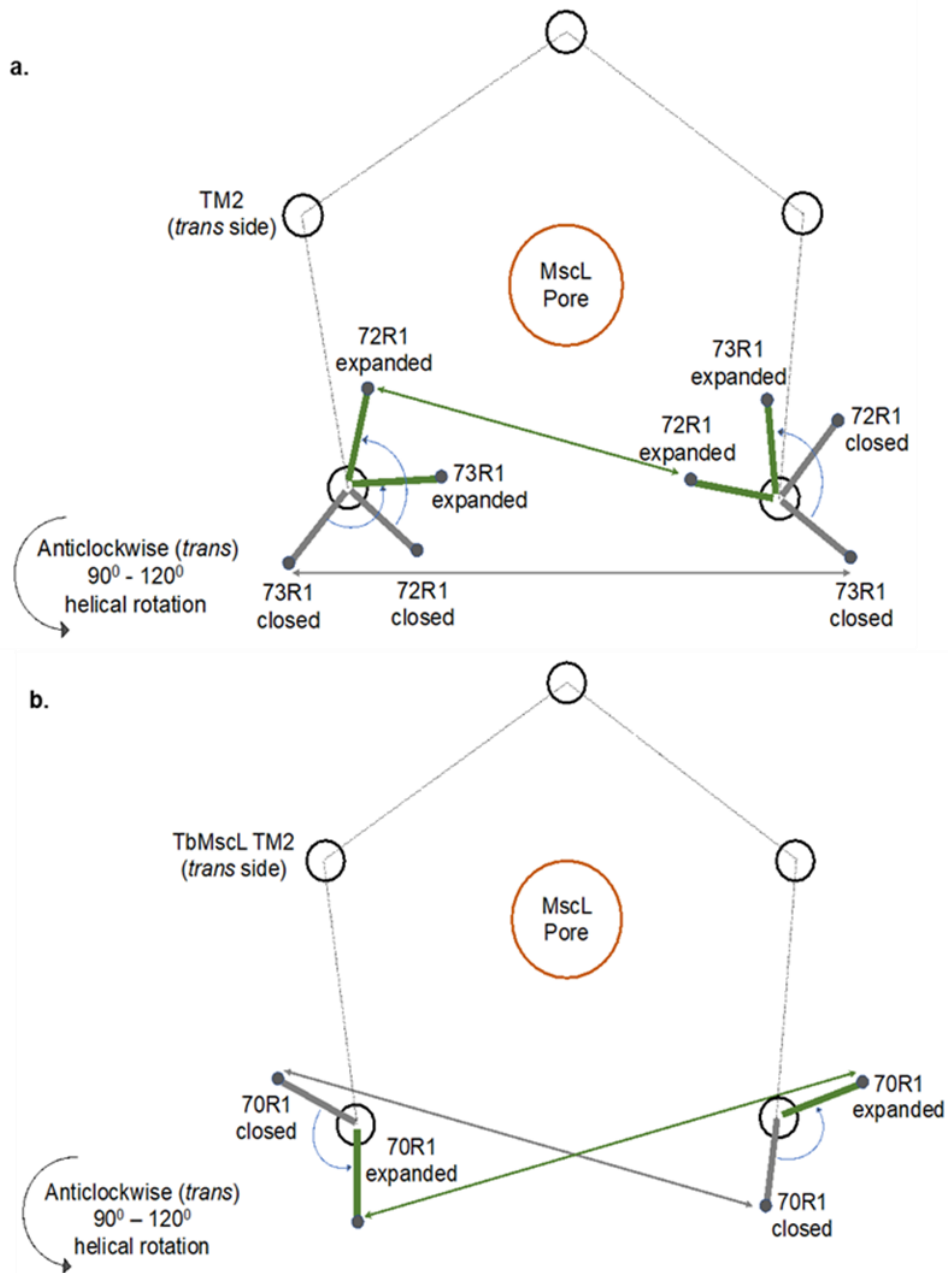 a.
TM2
(trans side)
MscL
Pore
72R1
expanded
73R1
expanded
72R1
expanded
72R1
closed
73R1
expanded
Anticlockwise (trans)
90⁰ - 120⁰
helical rotation
73R1
closed
72R1
closed
73R1
closed
b.
TbMscL TM2
(trans side)
MscL
Pore
70R1
closed
70R1
expanded
70R1
expanded
70R1
closed
Anticlockwise (trans)
90⁰ – 120⁰
helical rotation